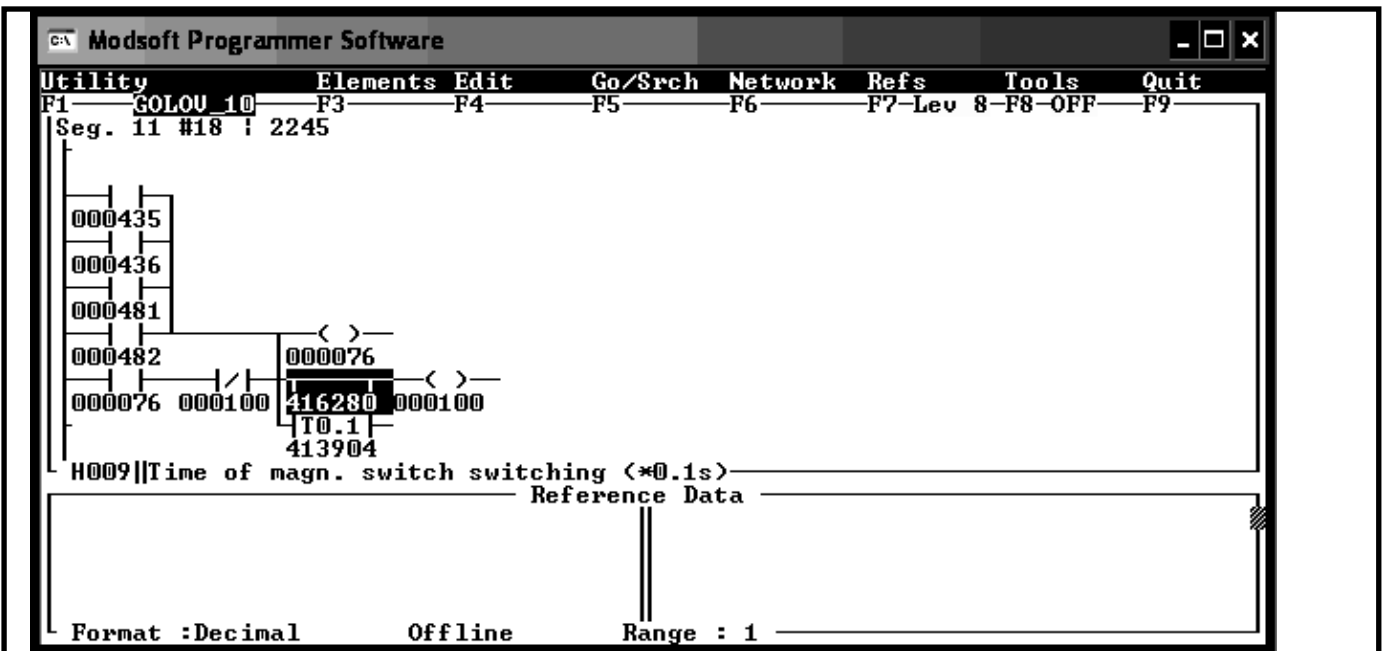 Modsoft Programmer Software
Utility Elements Edit Go/Srch Network Refs Tools Quit
F1 GOLOV_10 F3 F4 F5 F6 F7-Lev 8-F8-OFF F9
Seg. 11 #18 ¦ 2245
000435
000436
000481
( )
000482 000076
/ ( )
000076 000100 416280 000100
T0.1
413904
H009||Time of magn. switch switching (*0.1s)
Reference Data
Format :Decimal Offline Range : 1